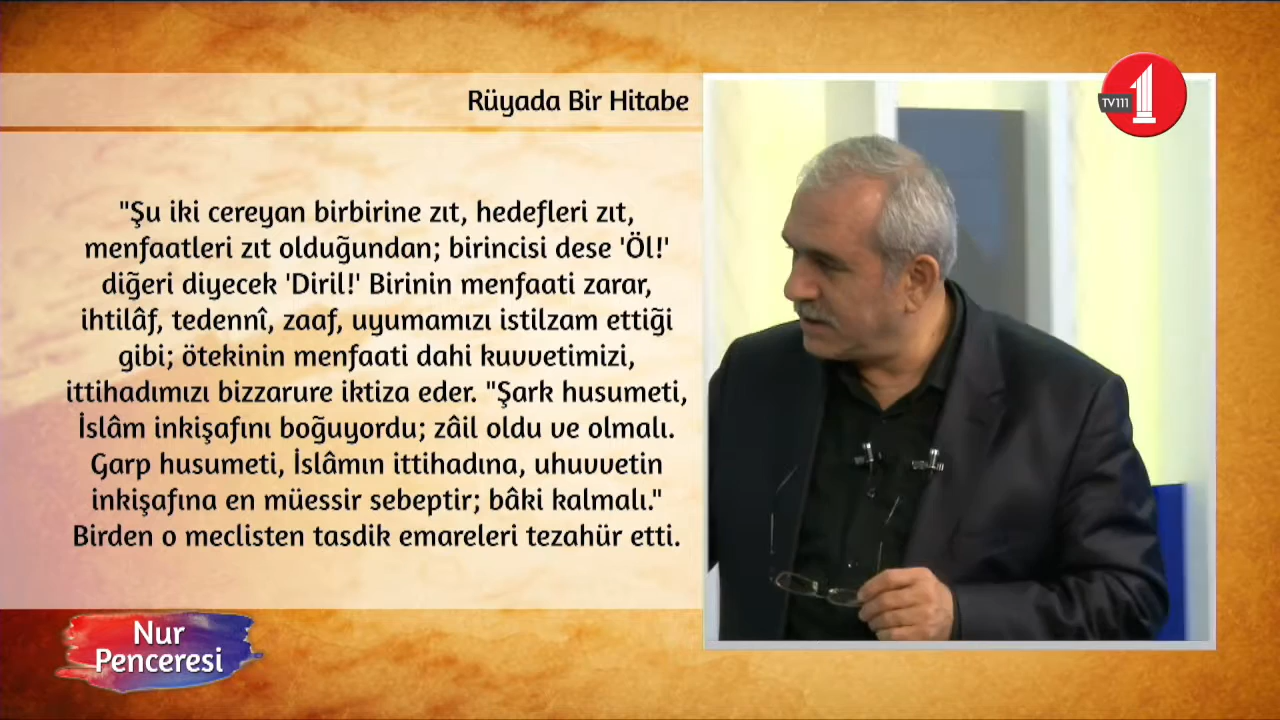 Rüyada Bir Hitabe
TV111
1
"Şu iki cereyan birbirine zıt, hedefleri zıt,
menfaatleri zıt olduğundan; birincisi dese 'Öl!'
diğeri diyecek 'Diril!' Birinin menfaati zarar,
ihtilâf, tedennî, zaaf, uyumamızı istilzam ettiği
gibi; ötekinin menfaati dahi kuvvetimizi,
ittihadımızı bizzarure iktiza eder. "Şark husumeti,
İslâm inkişafını boğuyordu; zâil oldu ve olmalı.
Garp husumeti, İslâmın ittihadına, uhuvvetin
inkişafına en müessir sebeptir; bâki kalmalı."
Birden o meclisten tasdik emareleri tezahür etti.
Nur
Penceresi